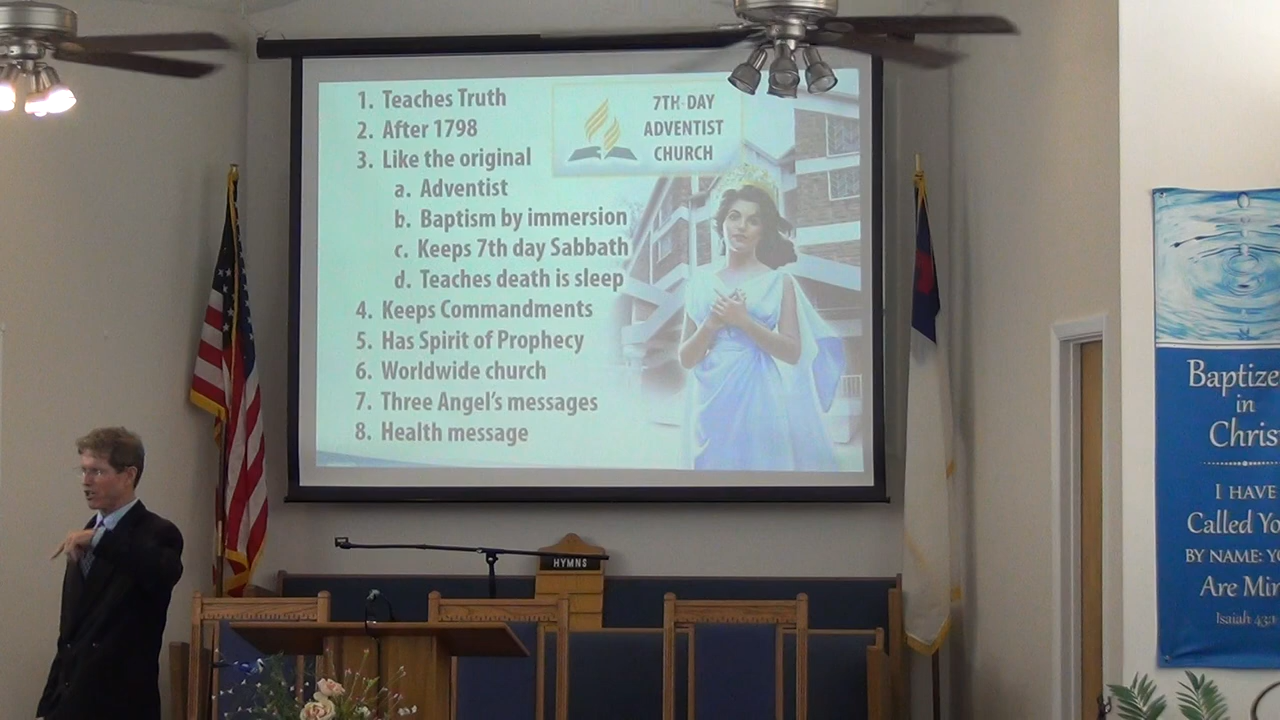 1. Teaches Truth
2. After 1798
3. Like the original
a. Adventist
b. Baptism by immersion
c. Keeps 7th day Sabbath
d. Teaches death is sleep
4. Keeps Commandments
5. Has Spirit of Prophecy
6. Worldwide church
7. Three Angel's messages
8. Health message
7TH-DAY
ADVENTIST
CHURCH
HYMNS
Baptize
in
Chris
I HAVE
Called Yo
BY NAME: YO
Are Min
Isaiah 43:1